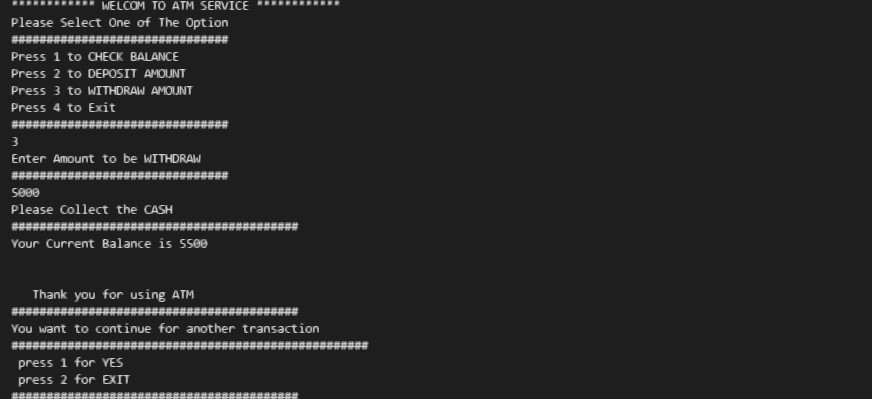 ************ WELCOM TO ATM SERVICE ************
Please Select One of The Option
###############################
Press 1 to CHECK BALANCE
Press 2 to DEPOSIT AMOUNT
Press 3 to WITHDRAW AMOUNT
Press 4 to Exit
###############################
3
Enter Amount to be WITHDRAW
###############################
5000
Please Collect the CASH
#########################################
Your Current Balance is 5500
Thank you for using ATM
#########################################
You want to continue for another transaction
###################################################
press 1 for YES
press 2 for EXIT
#########################################